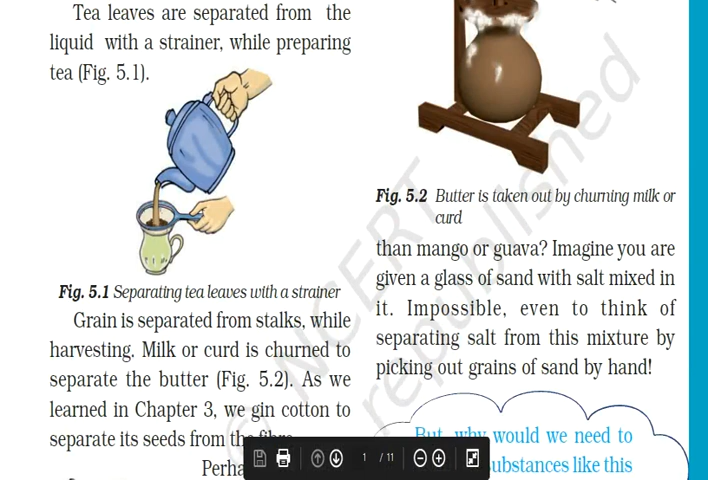 Tea leaves are separated from the
liquid with a strainer, while preparing
tea (Fig. 5.1).
Fig. 5.1 Separating tea leaves with a strainer
Grain is separated from stalks, while
harvesting. Milk or curd is churned to
separate the butter (Fig. 5.2). As we
learned in Chapter 3, we gin cotton to
separate its seeds from the fibre
Perha
Fig. 5.2 Butter is taken out by churning milk or
curd
than mango or guava? Imagine you are
given a glass of sand with salt mixed in
it. Impossible, even to think of
separating salt from this mixture by
picking out grains of sand by hand!
But, why would we need to
substances like this
1 / 11
© NCERT
republished